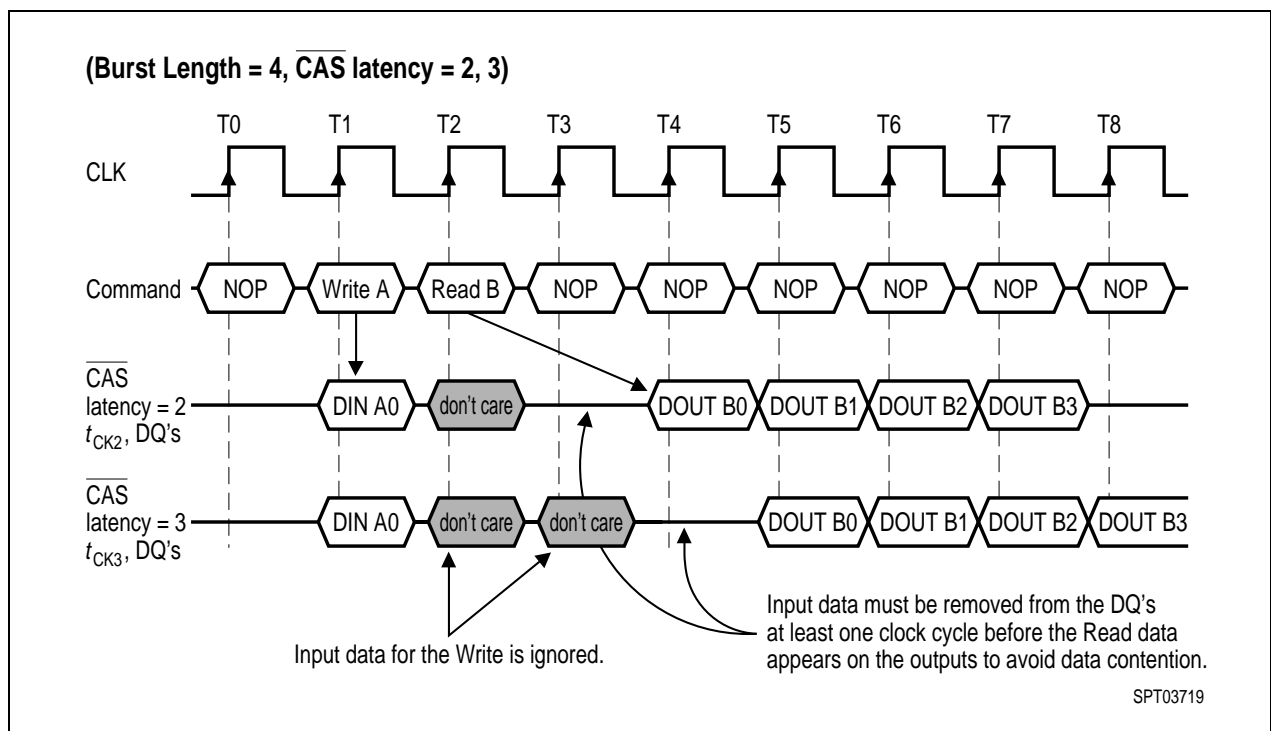 (Burst Length = 4, CAS latency = 2, 3)
T0 T1 T2 T3 T4 T5 T6 T7 T8
CLK
Command NOP Write A Read B NOP NOP NOP NOP NOP NOP
CAS
latency = 2 DIN A0 don't care DOUT B0 DOUT B1 DOUT B2 DOUT B3
tCK2, DQ's
CAS
latency = 3 DIN A0 don't care don't care DOUT B0 DOUT B1 DOUT B2 DOUT B3
tCK3, DQ's
Input data for the Write is ignored.
Input data must be removed from the DQ's
at least one clock cycle before the Read data
appears on the outputs to avoid data contention.
SPT03719